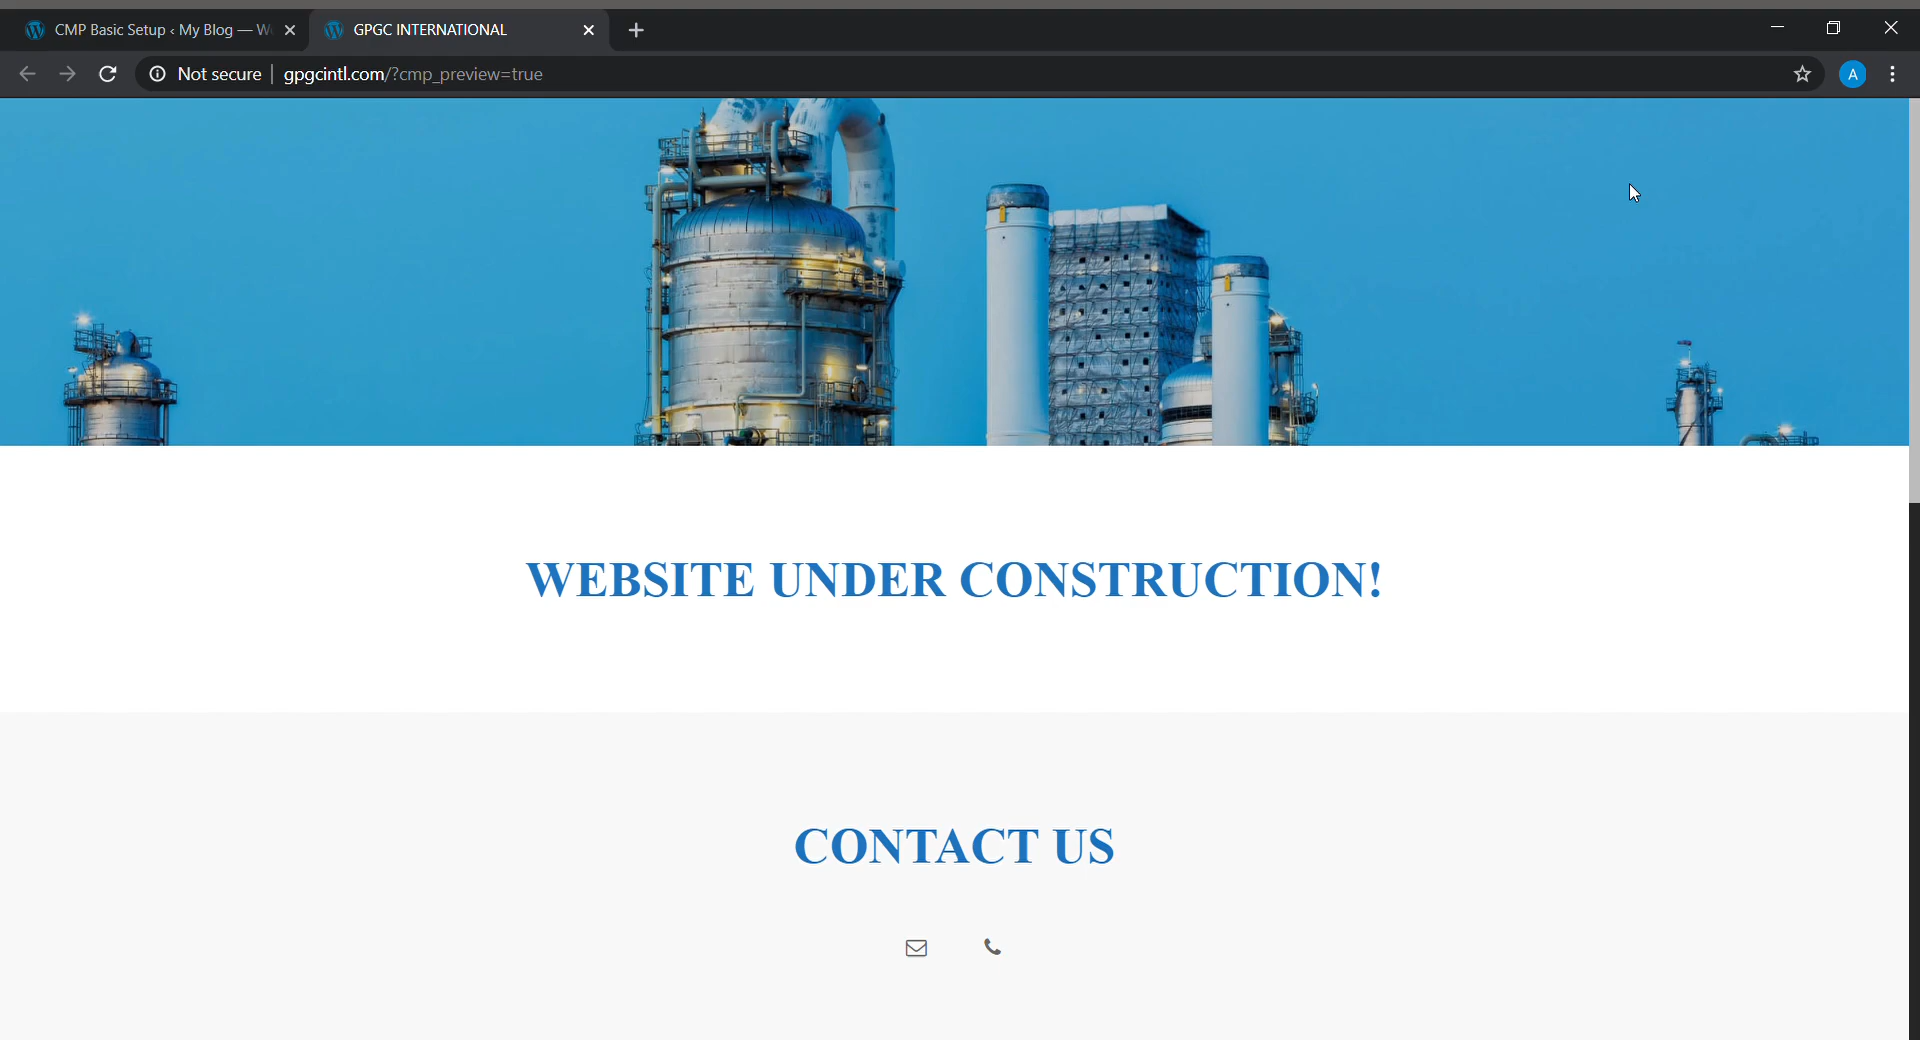 CMP Basic Setup ‹ My Blog — W
GPGC INTERNATIONAL
Not secure
gpgcintl.com/?cmp_preview=true
A
WEBSITE UNDER CONSTRUCTION!
CONTACT US